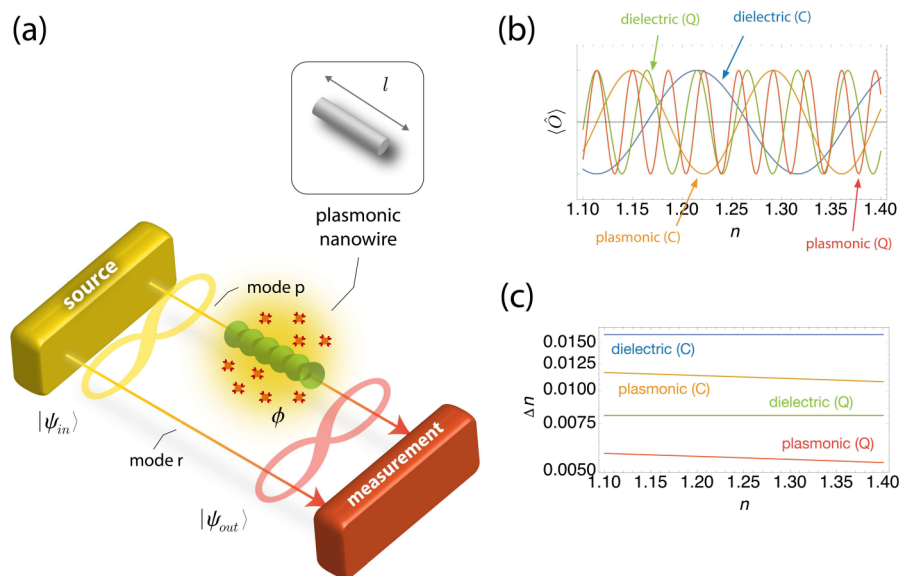 (a)
l
plasmonic
nanowire
source
mode p
ϕ
|ψin⟩
mode r
measurement
|ψout⟩
(b)
dielectric (Q)
dielectric (C)
⟨Ô⟩
1.10 1.15 1.20 1.25 1.30 1.35 1.40
plasmonic (C)
n
plasmonic (Q)
(c)
0.0150
dielectric (C)
0.0125
0.0100
plasmonic (C)
Δn
dielectric (Q)
0.0075
plasmonic (Q)
0.0050
1.10 1.15 1.20 1.25 1.30 1.35 1.40
n